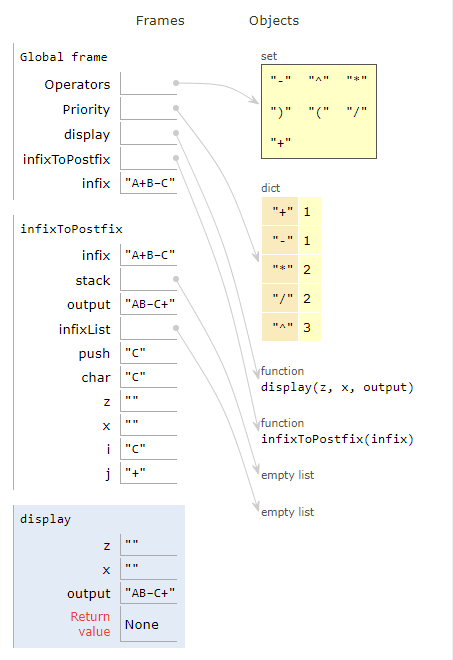 Frames Objects
Global frame
Operators
Priority
display
infixToPostfix
infix "A+B-C"
infixToPostfix
infix "A+B-C"
stack
output "AB-C+"
infixList
push "C"
char "C"
z ""
x ""
i "C"
j "+"
display
z ""
x ""
output "AB-C+"
Return
value None
set
"-" "^" "*"
")" "(" "/"
"+"
dict
"+" 1
"-" 1
"*" 2
"/" 2
"^" 3
function
display(z, x, output)
function
infixToPostfix(infix)
empty list
empty list